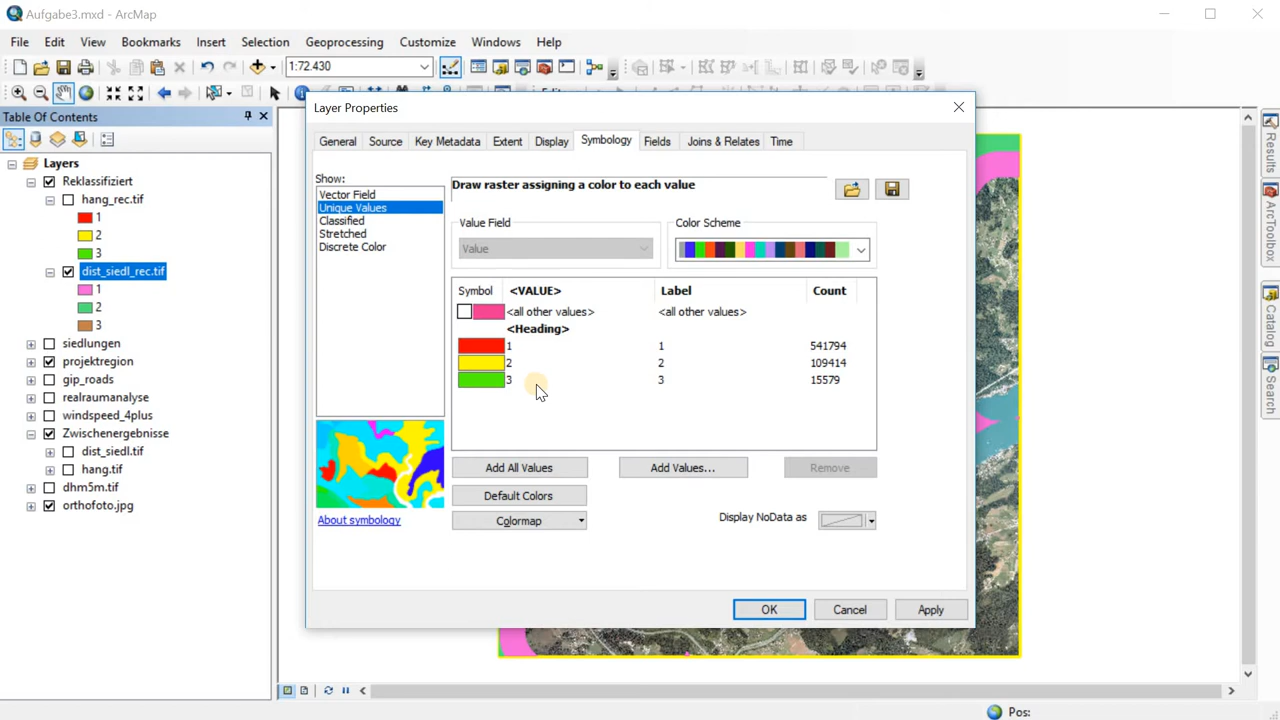 Aufgabe3.mxd - ArcMap
File Edit View Bookmarks Insert Selection Geoprocessing Customize Windows Help
1:72.430
Table Of Contents
Layers
Reklassifiziert
hang_rec.tif
1
2
3
dist_siedl_rec.tif
1
2
3
siedlungen
projektregion
gip_roads
realraumanalyse
windspeed_4plus
Zwischenergebnisse
dist_siedl.tif
hang.tif
dhm5m.tif
orthofoto.jpg
Layer Properties
General Source Key Metadata Extent Display Symbology Fields Joins & Relates Time
Show:
Vector Field
Unique Values
Classified
Stretched
Discrete Color
About symbology
Draw raster assigning a color to each value
Value Field
Value
Color Scheme
Symbol <VALUE> Label Count
<all other values> <all other values>
<Heading>
1 1 541794
2 2 109414
3 3 15579
Add All Values Add Values... Remove
Default Colors
Colormap
Display NoData as
OK Cancel Apply
Results
ArcToolbox
Catalog
Search
Pos: